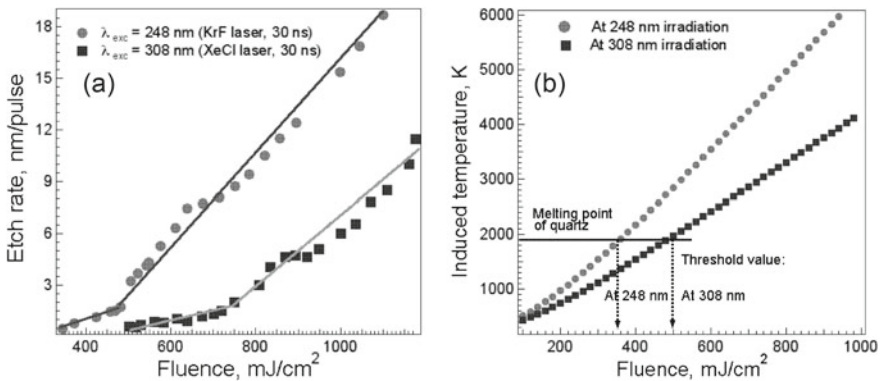 (a)
λ exc = 248 nm (KrF laser, 30 ns)
λ exc = 308 nm (XeCl laser, 30 ns)
Etch rate, nm/pulse
18
15
12
9
6
3
400
600
800
1000
Fluence, mJ/cm²
(b)
At 248 nm irradiation
At 308 nm irradiation
Induced temperature, K
6000
5000
4000
3000
2000
1000
Melting point
of quartz
Threshold value:
At 248 nm
At 308 nm
200
400
600
800
1000
Fluence, mJ/cm²